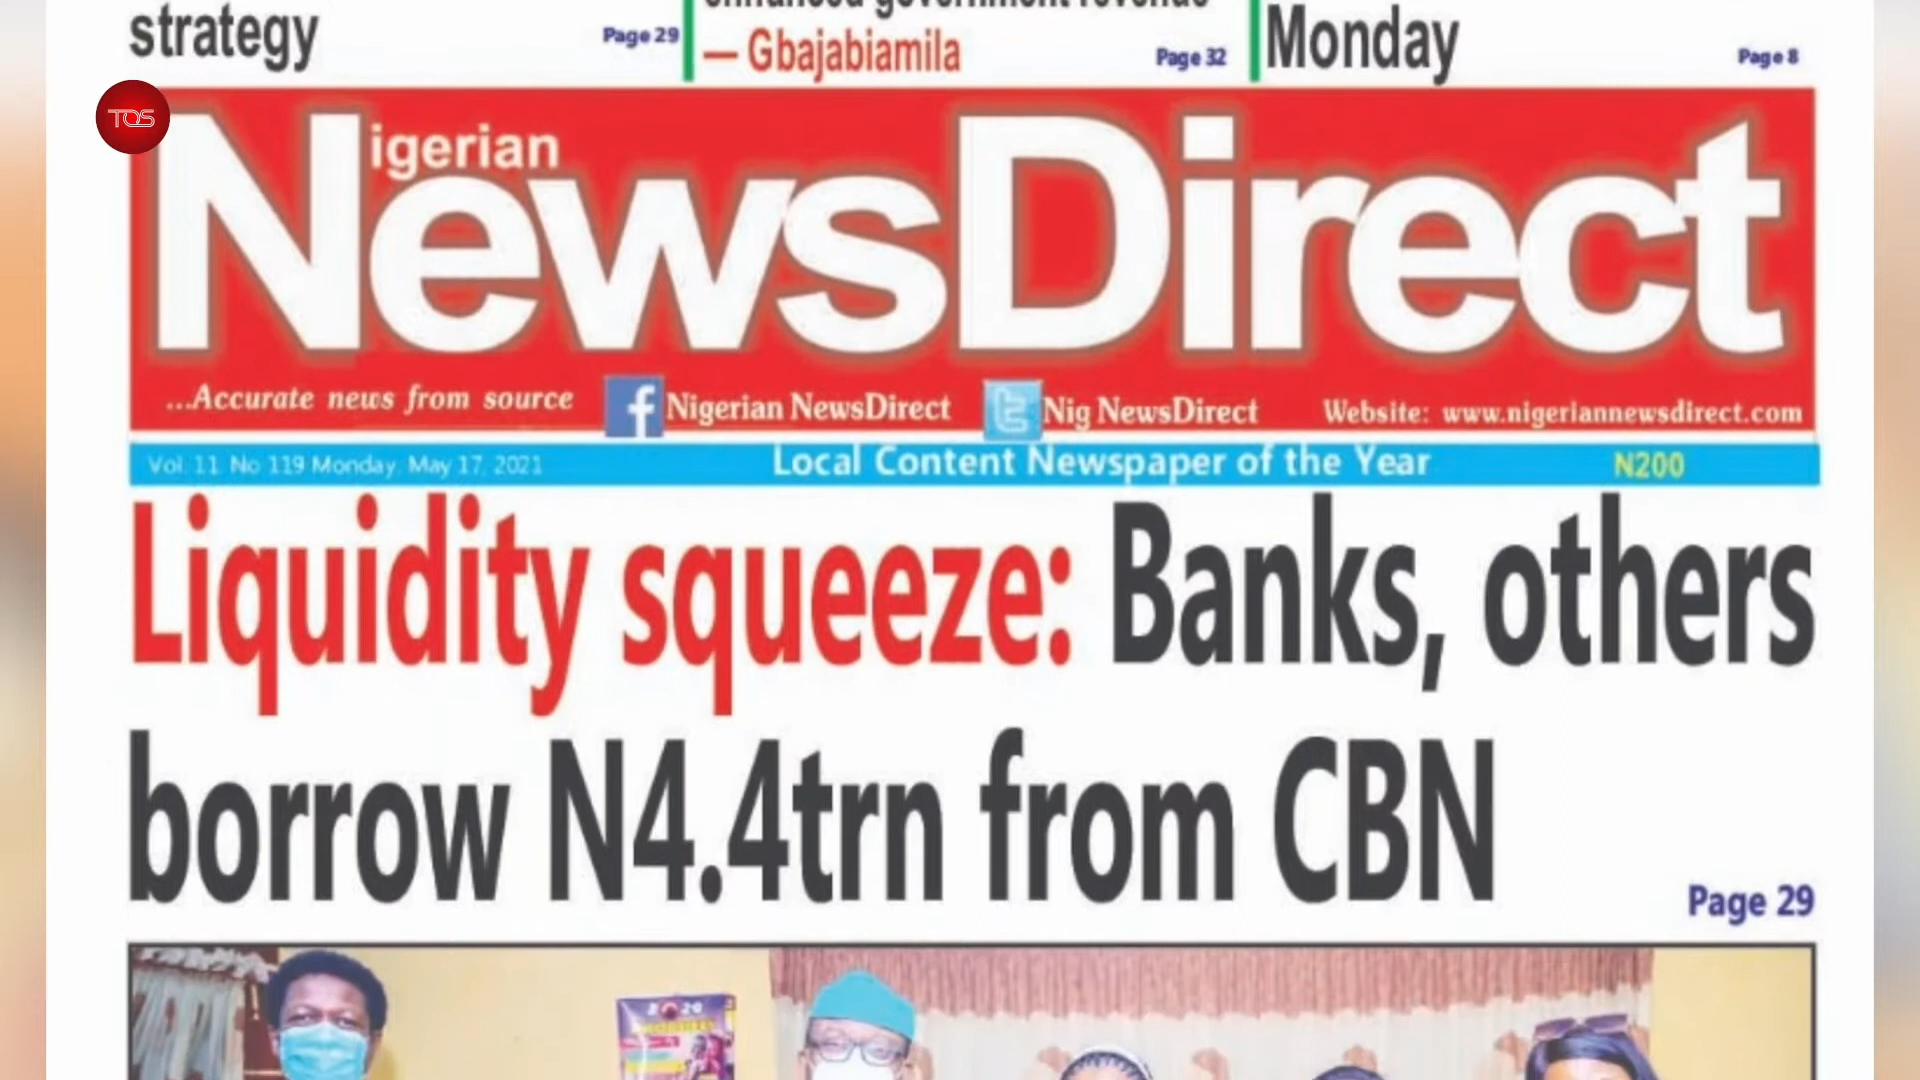 strategy
Page 29
— Gbajabiamila
Page 32
Monday
Page 8
TOS
Nigerian
NewsDirect
...Accurate news from source
f Nigerian NewsDirect
t Nig NewsDirect
Website: www.nigeriannewsdirect.com
Vol. 11 No 119 Monday, May 17, 2021
Local Content Newspaper of the Year
N200
Liquidity squeeze: Banks, others
borrow N4.4trn from CBN
Page 29
2020